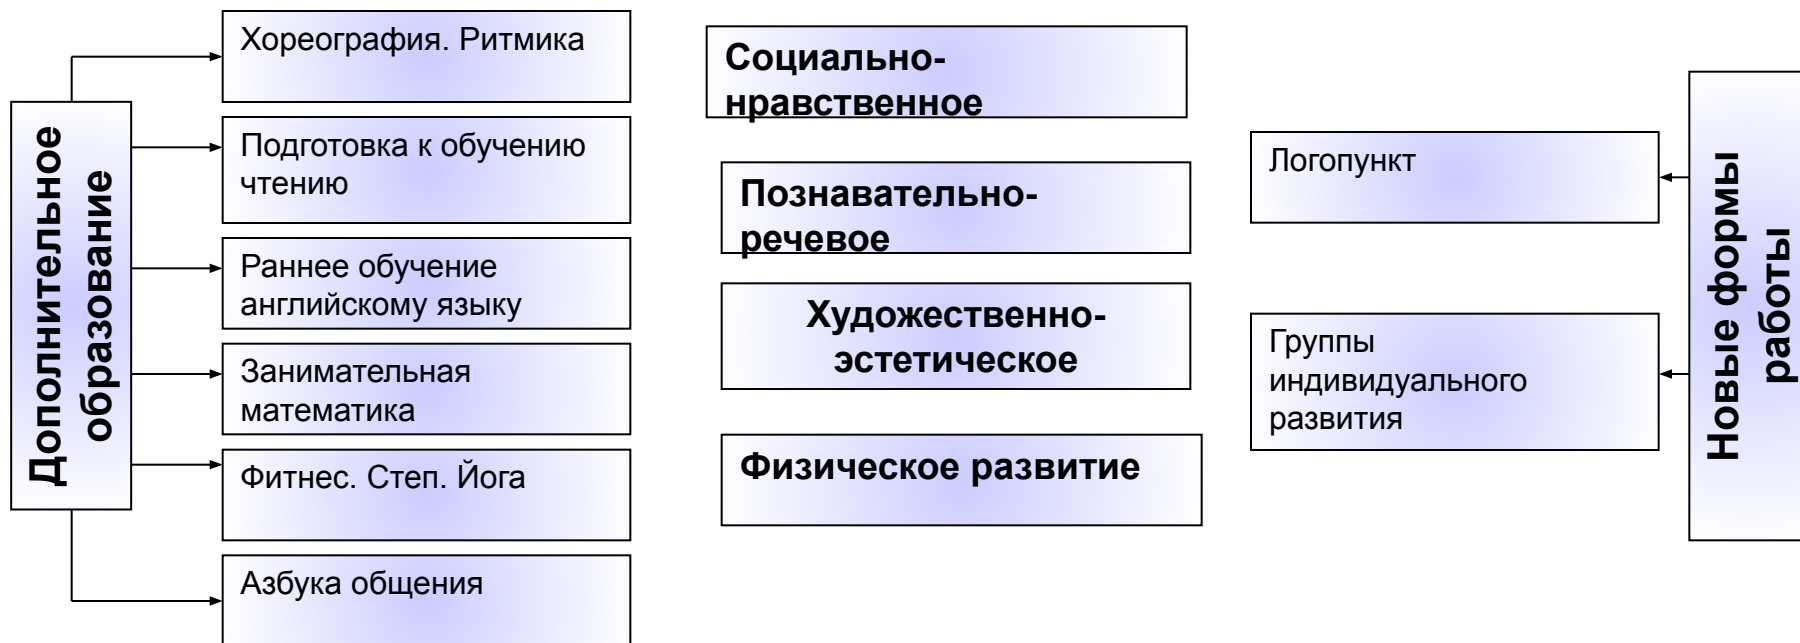 Дополнительное
образование
Хореография. Ритмика
Подготовка к обучению
чтению
Раннее обучение
английскому языку
Занимательная
математика
Фитнес. Степ. Йога
Азбука общения
Социально-
нравственное
Познавательно-
речевое
Художественно-
эстетическое
Физическое развитие
Логопункт
Группы
индивидуального
развития
Новые формы
работы